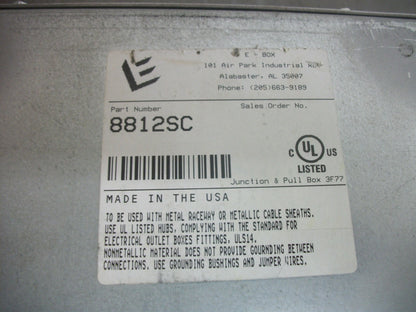 E - BOX
101 Air Park Industrial
Alabaster, AL 35007
Phone: (205)663-9189
Part Number
Sales Order No.
8812SC
C UL US
LISTED
Junction & Pull Box 3F77
MADE IN THE USA
TO BE USED WITH METAL RACEWAY OR METALLIC CABLE SHEATHS.
USE UL LISTED HUBS, COMPLYING WITH THE STANDARD FOR
ELECTRICAL OUTLET BOXES FITTINGS, UL514.
NONMETALLIC MATERIAL DOES NOT PROVIDE GOURNDING BETWEEN
CONNECTIONS. USE GROUNDING BUSHINGS AND JUMPER WIRES.